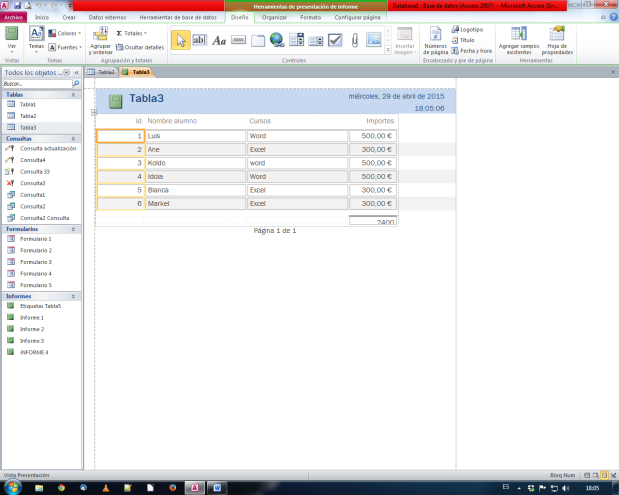 Herramientas de presentación de informe
Database1 : Base de datos (Access 2007) - Microsoft Access (Err...
Archivo Inicio Crear Datos externos Herramientas de base de datos Diseño Organizar Formato Configurar página
Ver
Temas
Colores
Fuentes
Agrupar y ordenar
Σ Totales
Ocultar detalles
ab
Aa
xxxx
Insertar imagen
Números de página
Logotipo
Título
Fecha y hora
Agregar campos existentes
Hoja de propiedades
Vistas Temas Agrupación y totales Controles Encabezado y pie de página Herramientas
Todos los objetos ...
Buscar...
Tablas
Tabla1
Tabla2
Tabla3
Consultas
Consulta actualización
Consulta4
Consulta 33
Consulta3
Consulta1
Consulta2
Consulta2 Consulta
Formularios
Formulario 1
Formulario 2
Formulario 3
Formulario 4
Formulario 5
Informes
Etiquetas Tabla5
Informe 1
Informe 2
Informe 3
INFORME 4
Tabla2 Tabla3
Tabla3
miércoles, 29 de abril de 2015
18:05:06
Id Nombre alumno Cursos Importes
1 Luis Word 500,00 €
2 Ane Excel 300,00 €
3 Koldo word 500,00 €
4 Idoia Word 500,00 €
5 Blanca Excel 300,00 €
6 Markel Excel 300,00 €
2400
Página 1 de 1
Vista Presentación
Bloq Num
ES
18:05